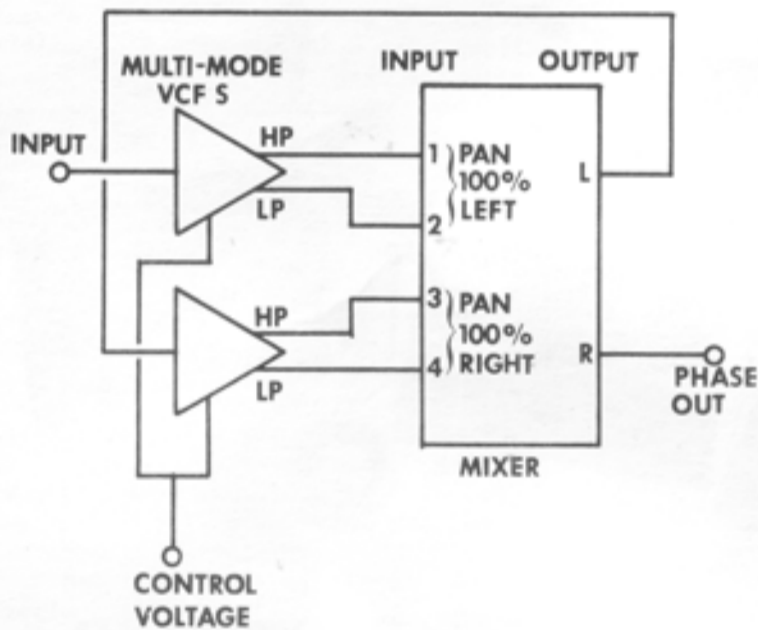 MULTI-MODE
VCF S
INPUT
OUTPUT
INPUT
HP
LP
1
2
PAN
100%
LEFT
L
HP
LP
3
4
PAN
100%
RIGHT
R
PHASE
OUT
MIXER
CONTROL
VOLTAGE